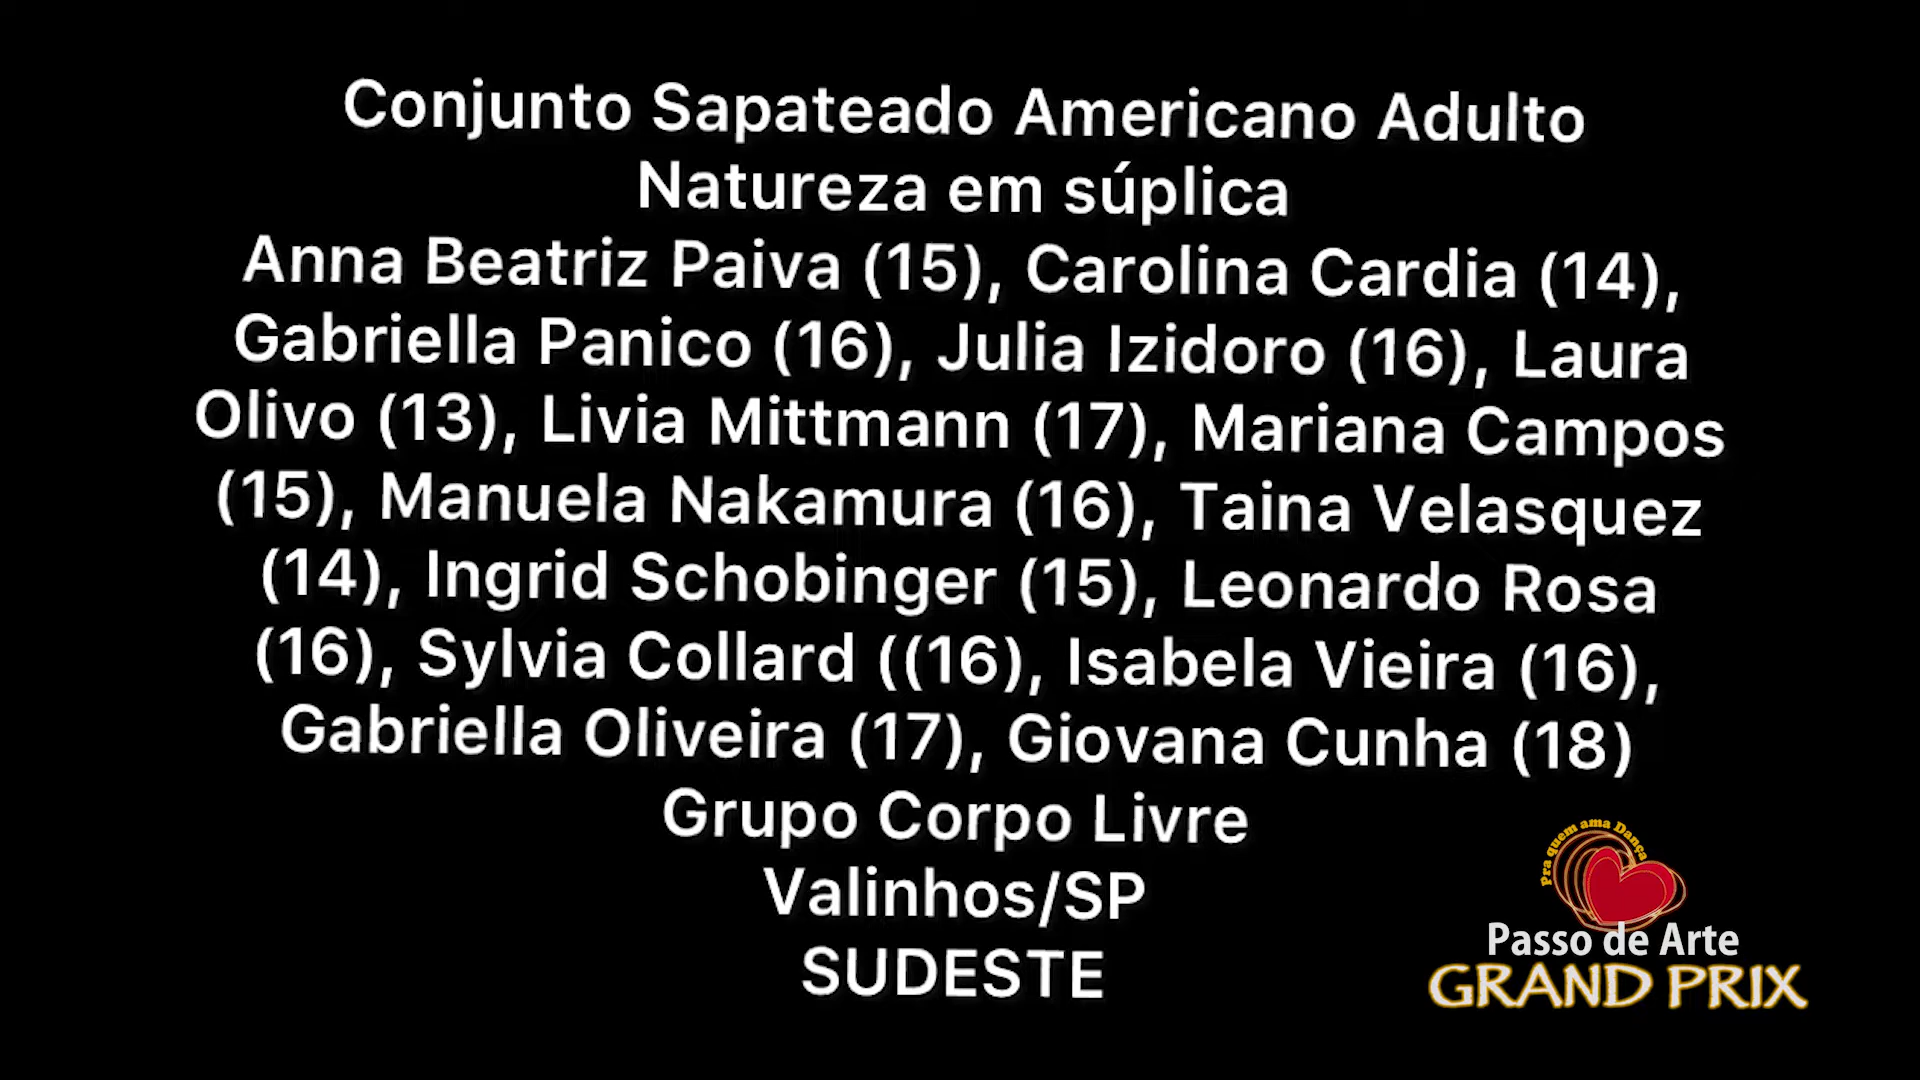 Conjunto Sapateado Americano Adulto
Natureza em súplica
Anna Beatriz Paiva (15), Carolina Cardia (14),
Gabriella Panico (16), Julia Izidoro (16), Laura
Olivo (13), Livia Mittmann (17), Mariana Campos
(15), Manuela Nakamura (16), Taina Velasquez
(14), Ingrid Schobinger (15), Leonardo Rosa
(16), Sylvia Collard ((16), Isabela Vieira (16),
Gabriella Oliveira (17), Giovana Cunha (18)
Grupo Corpo Livre
Valinhos/SP
SUDESTE
Pra quem ama Dança
Passo de Arte
GRAND PRIX